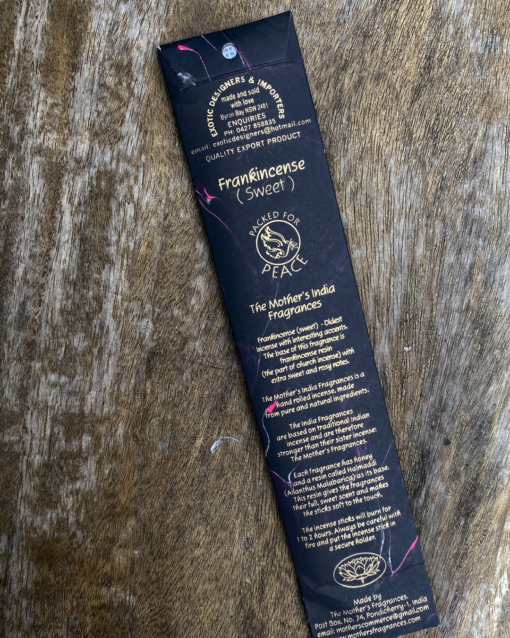 EXOTIC DESIGNERS & IMPORTERS
made and sold
with love
Byron Bay NSW 2481
ENQUIRIES
PH: 0427 858835
email: exoticdesigners@hotmail.com
QUALITY EXPORT PRODUCT
Frankincense
(Sweet)
PACKED FOR
PEACE
The Mother's India
Fragrances
Frankincense (sweet) - Oldest
incense with interesting accents.
The base of this fragrance is
frankincense resin
(the part of church incense) with
extra sweet and rosy notes.
The Mother's India Fragrances is a
hand rolled incense, made
from pure and natural ingredients.
The India Fragrances
are based on traditional Indian
incense and are therefore
stronger than their sister incense:
The Mother's Fragrances.
Each fragrance has honey
and a resin called Halmaddi
(Ailanthus Malabarica) as its base.
This resin gives the fragrances
their full, sweet scent and makes
the sticks soft to the touch.
The incense sticks will burn for
1 to 2 hours. Always be careful with
fire and put the incense stick in
a secure holder.
Made by
The Mother's Fragrances,
Post Box. No. 74, Pondicherry-1, India
email: motherscommerce@gmail.com